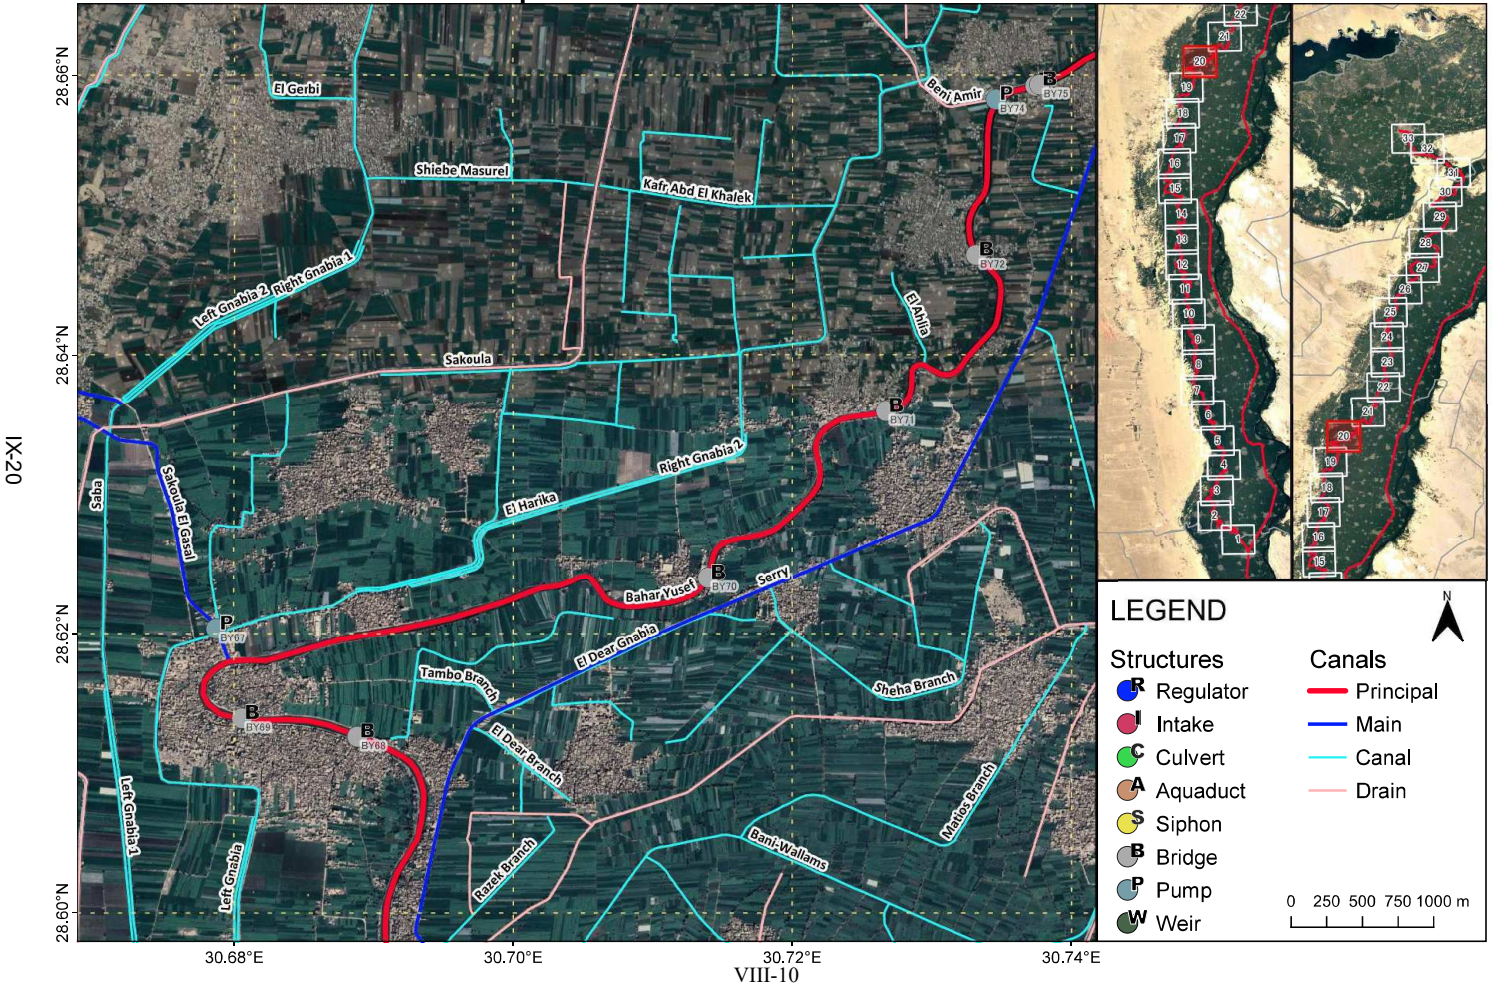 28.66°N
28.64°N
28.62°N
28.60°N
IX-20
30.68°E
30.70°E
30.72°E
30.74°E
VIII-10
El Gerbi
Beni Amir
P
BY74
B
BY75
Shiebe Masurel
Kafr Abd El Khalek
B
BY72
Left Gnabia 2
Right Gnabia 1
El Ahlia
Sakoula
B
BY71
Saba
Sakoula El Gasal
Right Gnabia 2
El Harika
B
BY70
Bahar Yusef
Serry
P
BY67
El Dear Gnabia
Tambo Branch
Sheha Branch
B
BY69
B
BY68
El Dear Branch
Left Gnabia 1
Left Gnabia
Razek Branch
Bani-Wallams
Matios Branch
22
21
20
19
18
17
16
15
14
13
12
11
10
9
8
7
6
5
4
3
2
1
33
32
31
30
29
28
27
26
25
24
23
22
21
20
19
18
17
16
15
LEGEND
N
Structures
R Regulator
I Intake
C Culvert
A Aquaduct
S Siphon
B Bridge
P Pump
W Weir
Canals
Principal
Main
Canal
Drain
0 250 500 750 1000 m